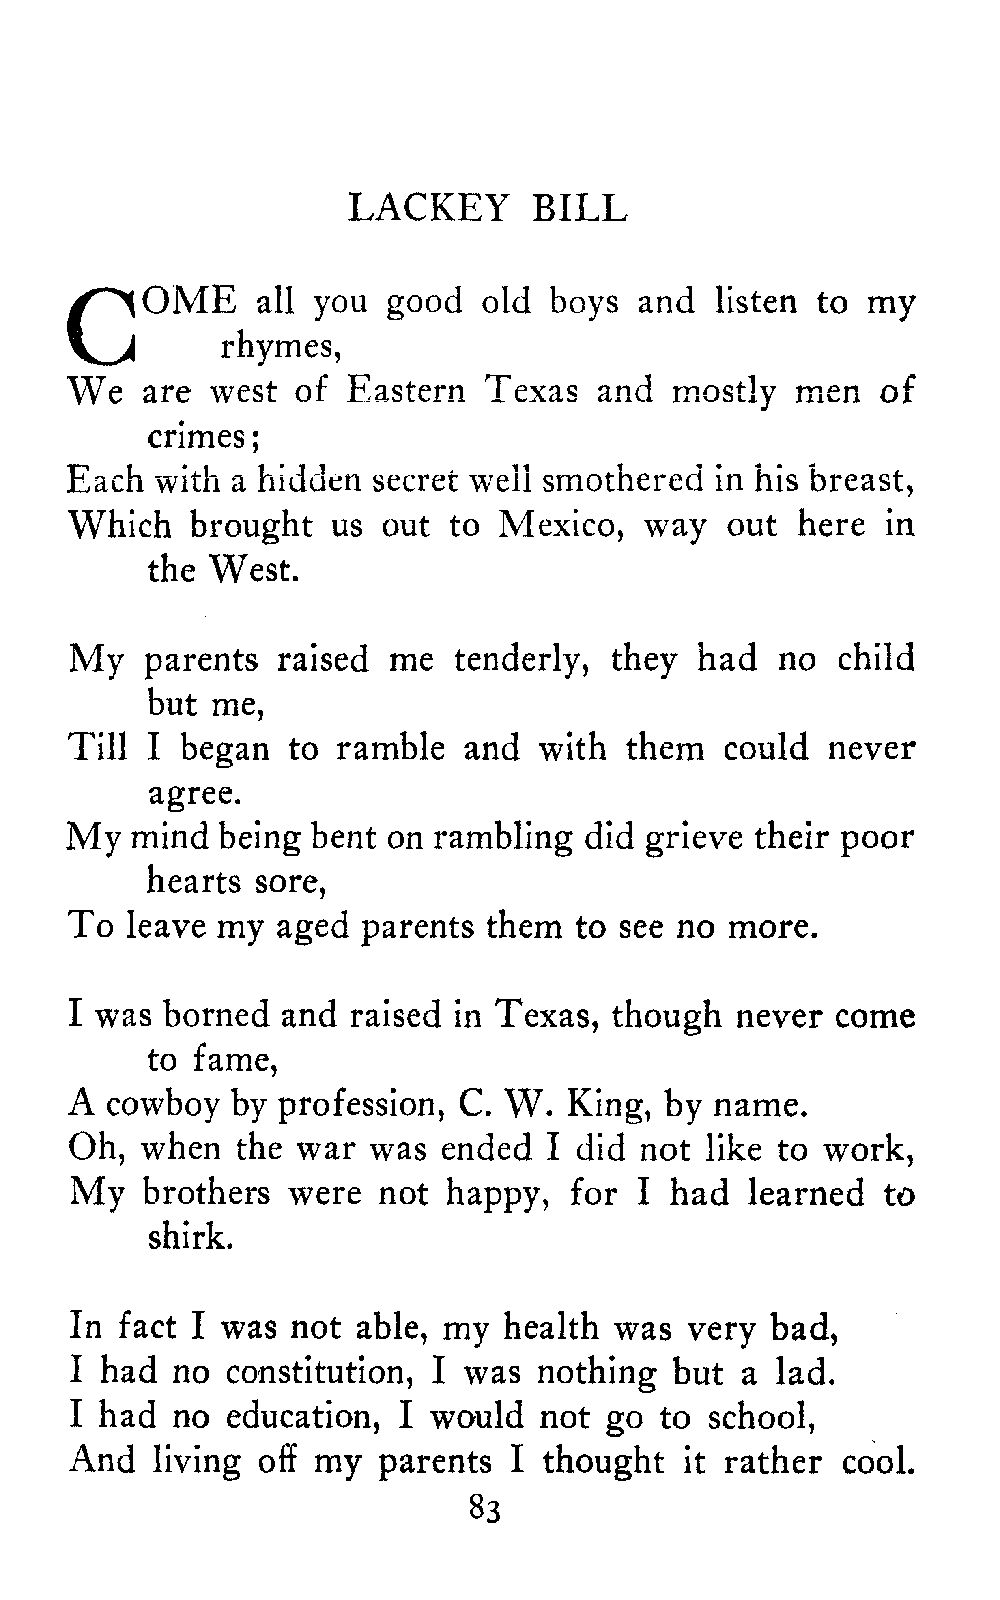 LACKEY BILL
COME all you good old boys and listen to my
rhymes,
We are west of Eastern Texas and mostly men of
crimes;
Each with a hidden secret well smothered in his breast,
Which brought us out to Mexico, way out here in
the West.
My parents raised me tenderly, they had no child
but me,
Till I began to ramble and with them could never
agree.
My mind being bent on rambling did grieve their poor
hearts sore,
To leave my aged parents them to see no more.
I was borned and raised in Texas, though never come
to fame,
A cowboy by profession, C. W. King, by name.
Oh, when the war was ended I did not like to work,
My brothers were not happy, for I had learned to
shirk.
In fact I was not able, my health was very bad,
I had no constitution, I was nothing but a lad.
I had no education, I would not go to school,
And living off my parents I thought it rather cool.
83